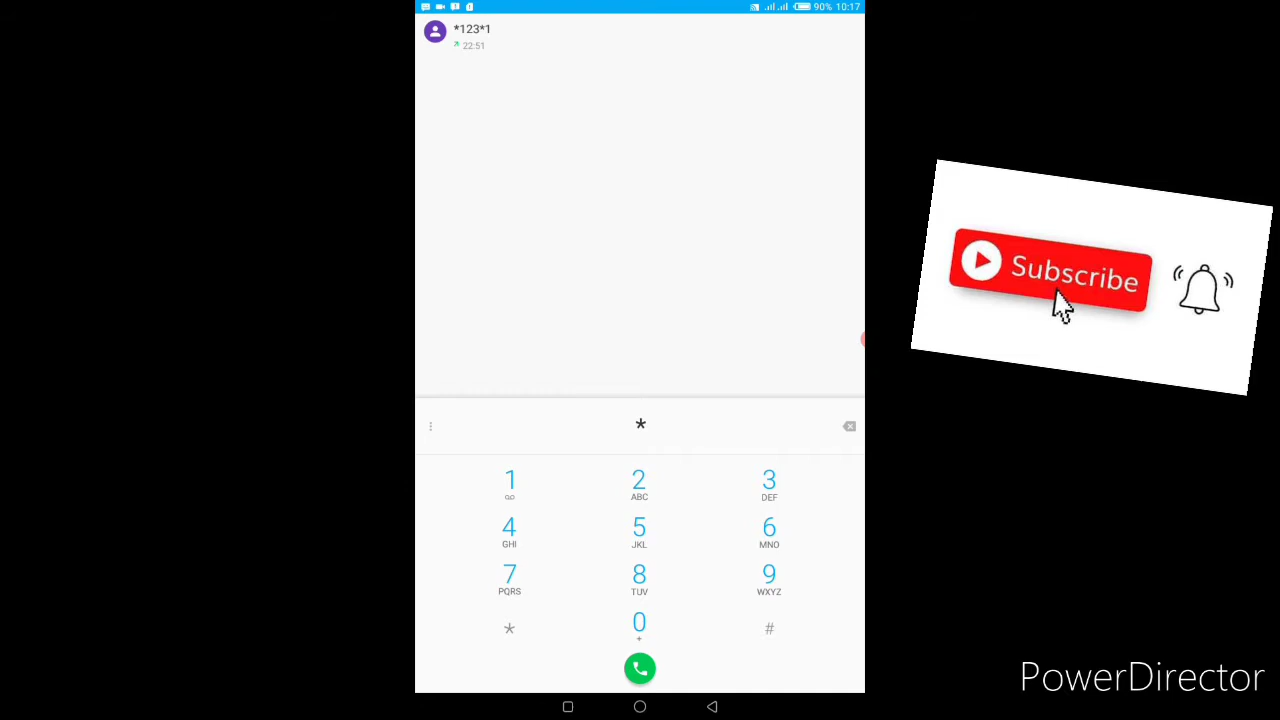 90% 10:17
*123*1
22:51
*
1 2 3
ABC DEF
4 5 6
GHI JKL MNO
7 8 9
PQRS TUV WXYZ
* 0 #
+
Subscribe
PowerDirector